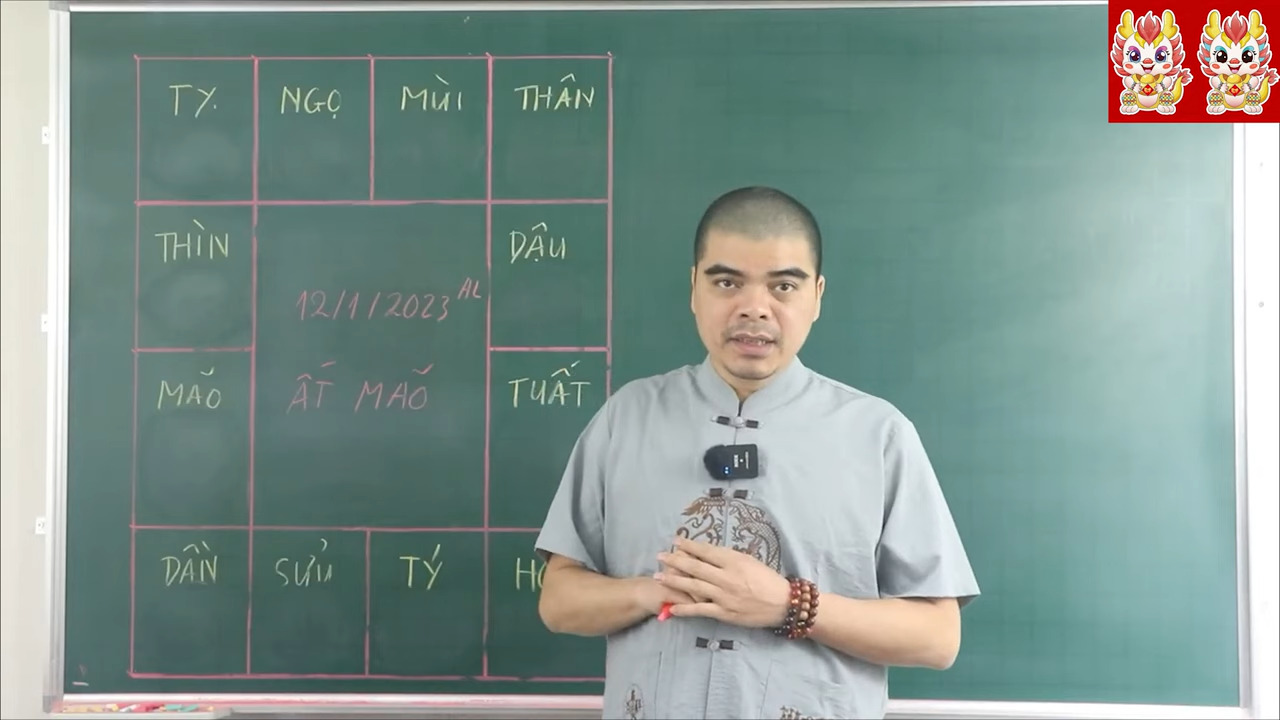 TỴ.
NGỌ
MÙI
THÂN
THÌN
DẬU
12/1/2023 AL
MÃO
ẤT MÃO
TUẤT
DẦN
SỬU
TÝ